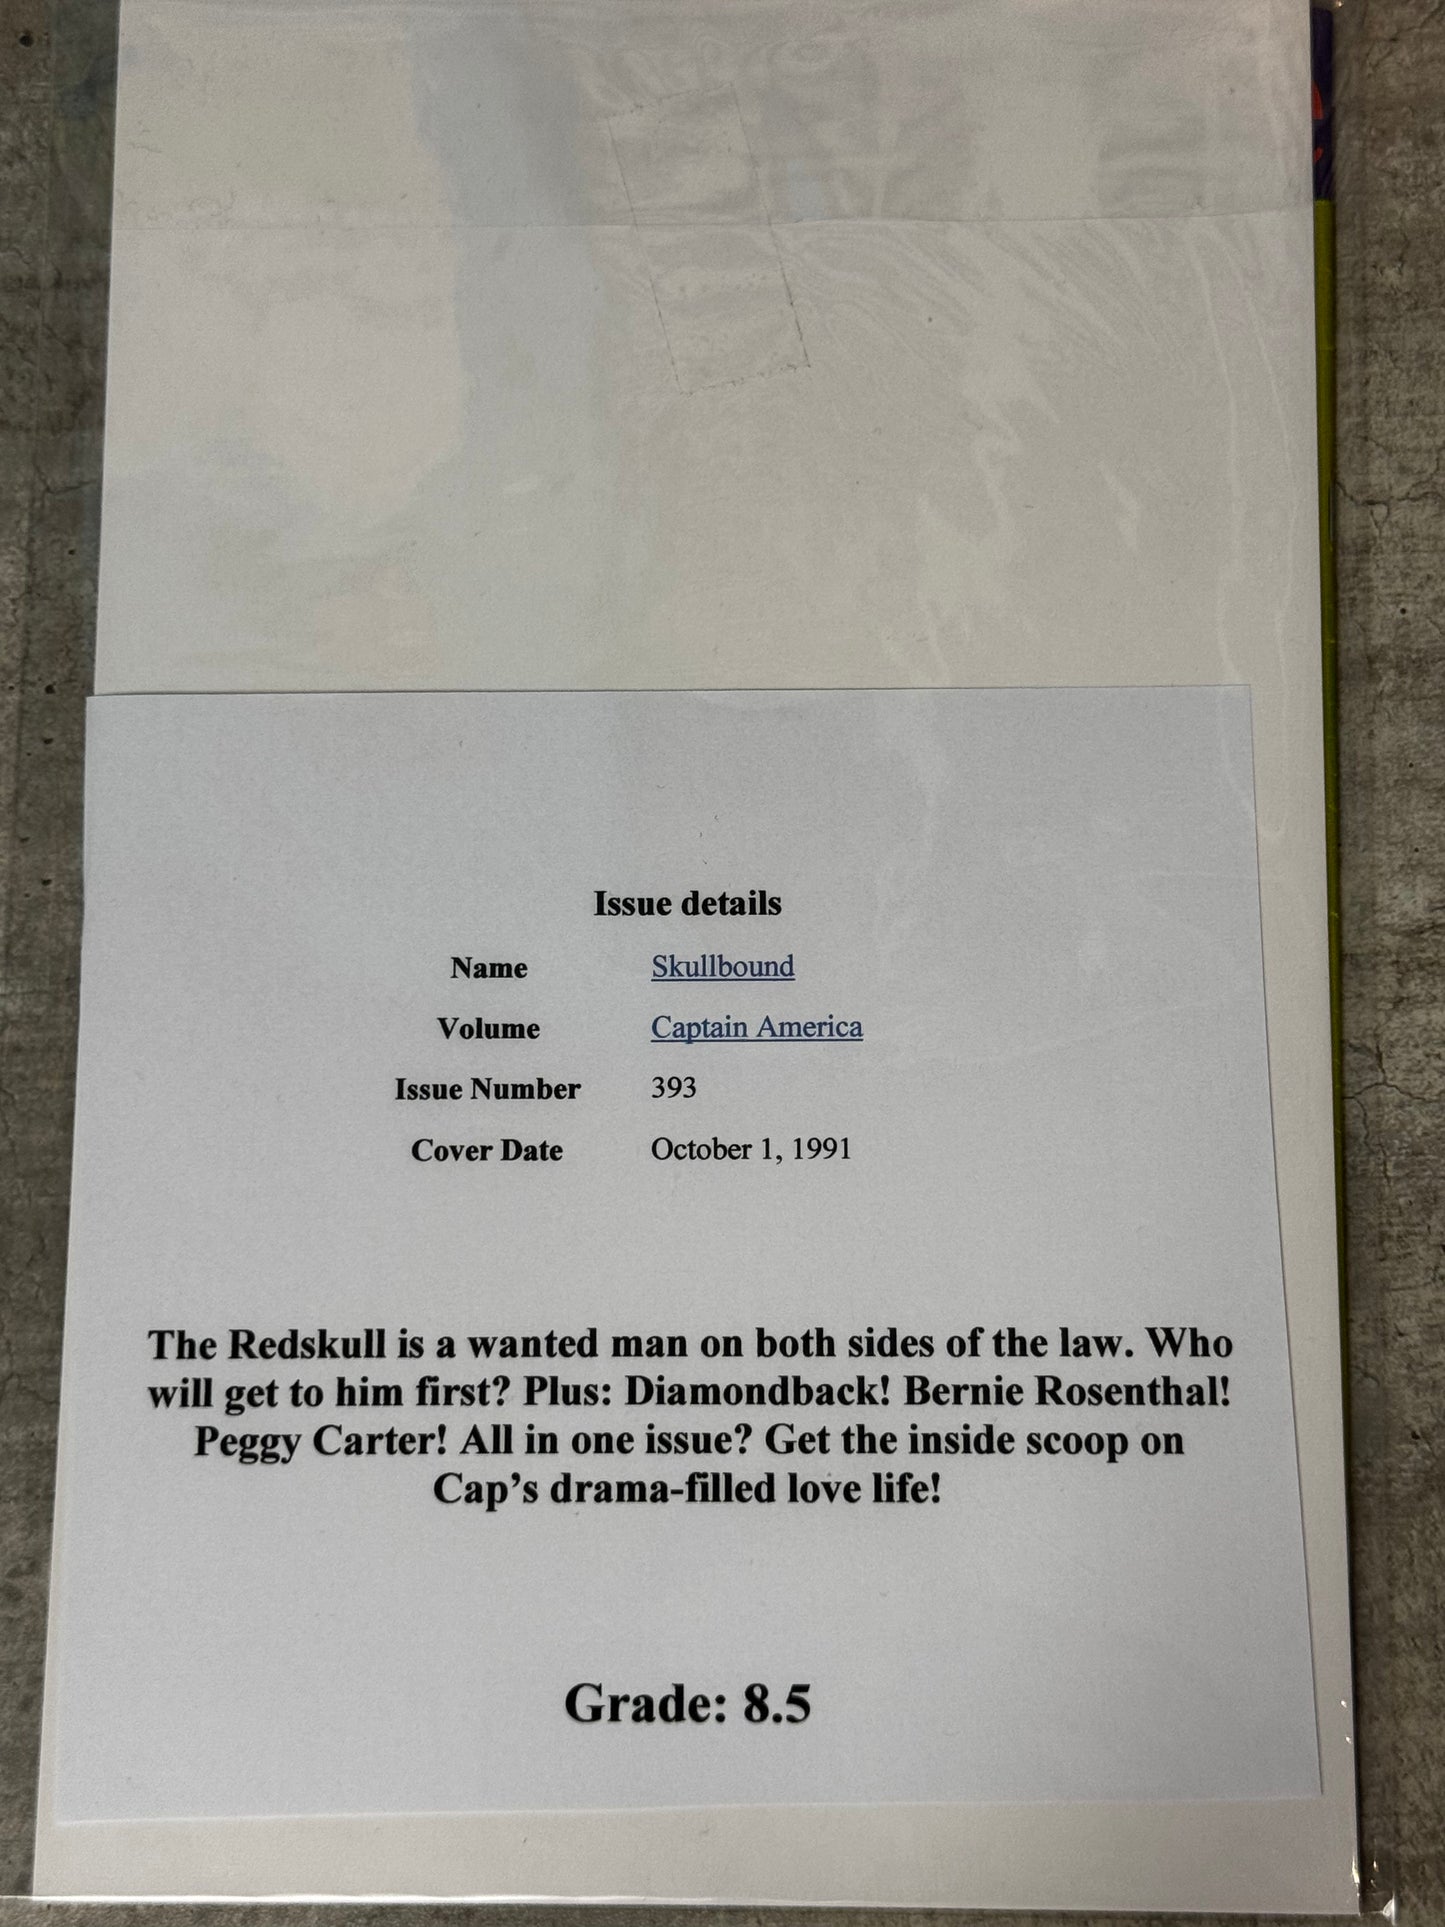 Issue details
Name Skullbound
Volume Captain America
Issue Number 393
Cover Date October 1, 1991
The Redskull is a wanted man on both sides of the law. Who
will get to him first? Plus: Diamondback! Bernie Rosenthal!
Peggy Carter! All in one issue? Get the inside scoop on
Cap’s drama-filled love life!
Grade: 8.5